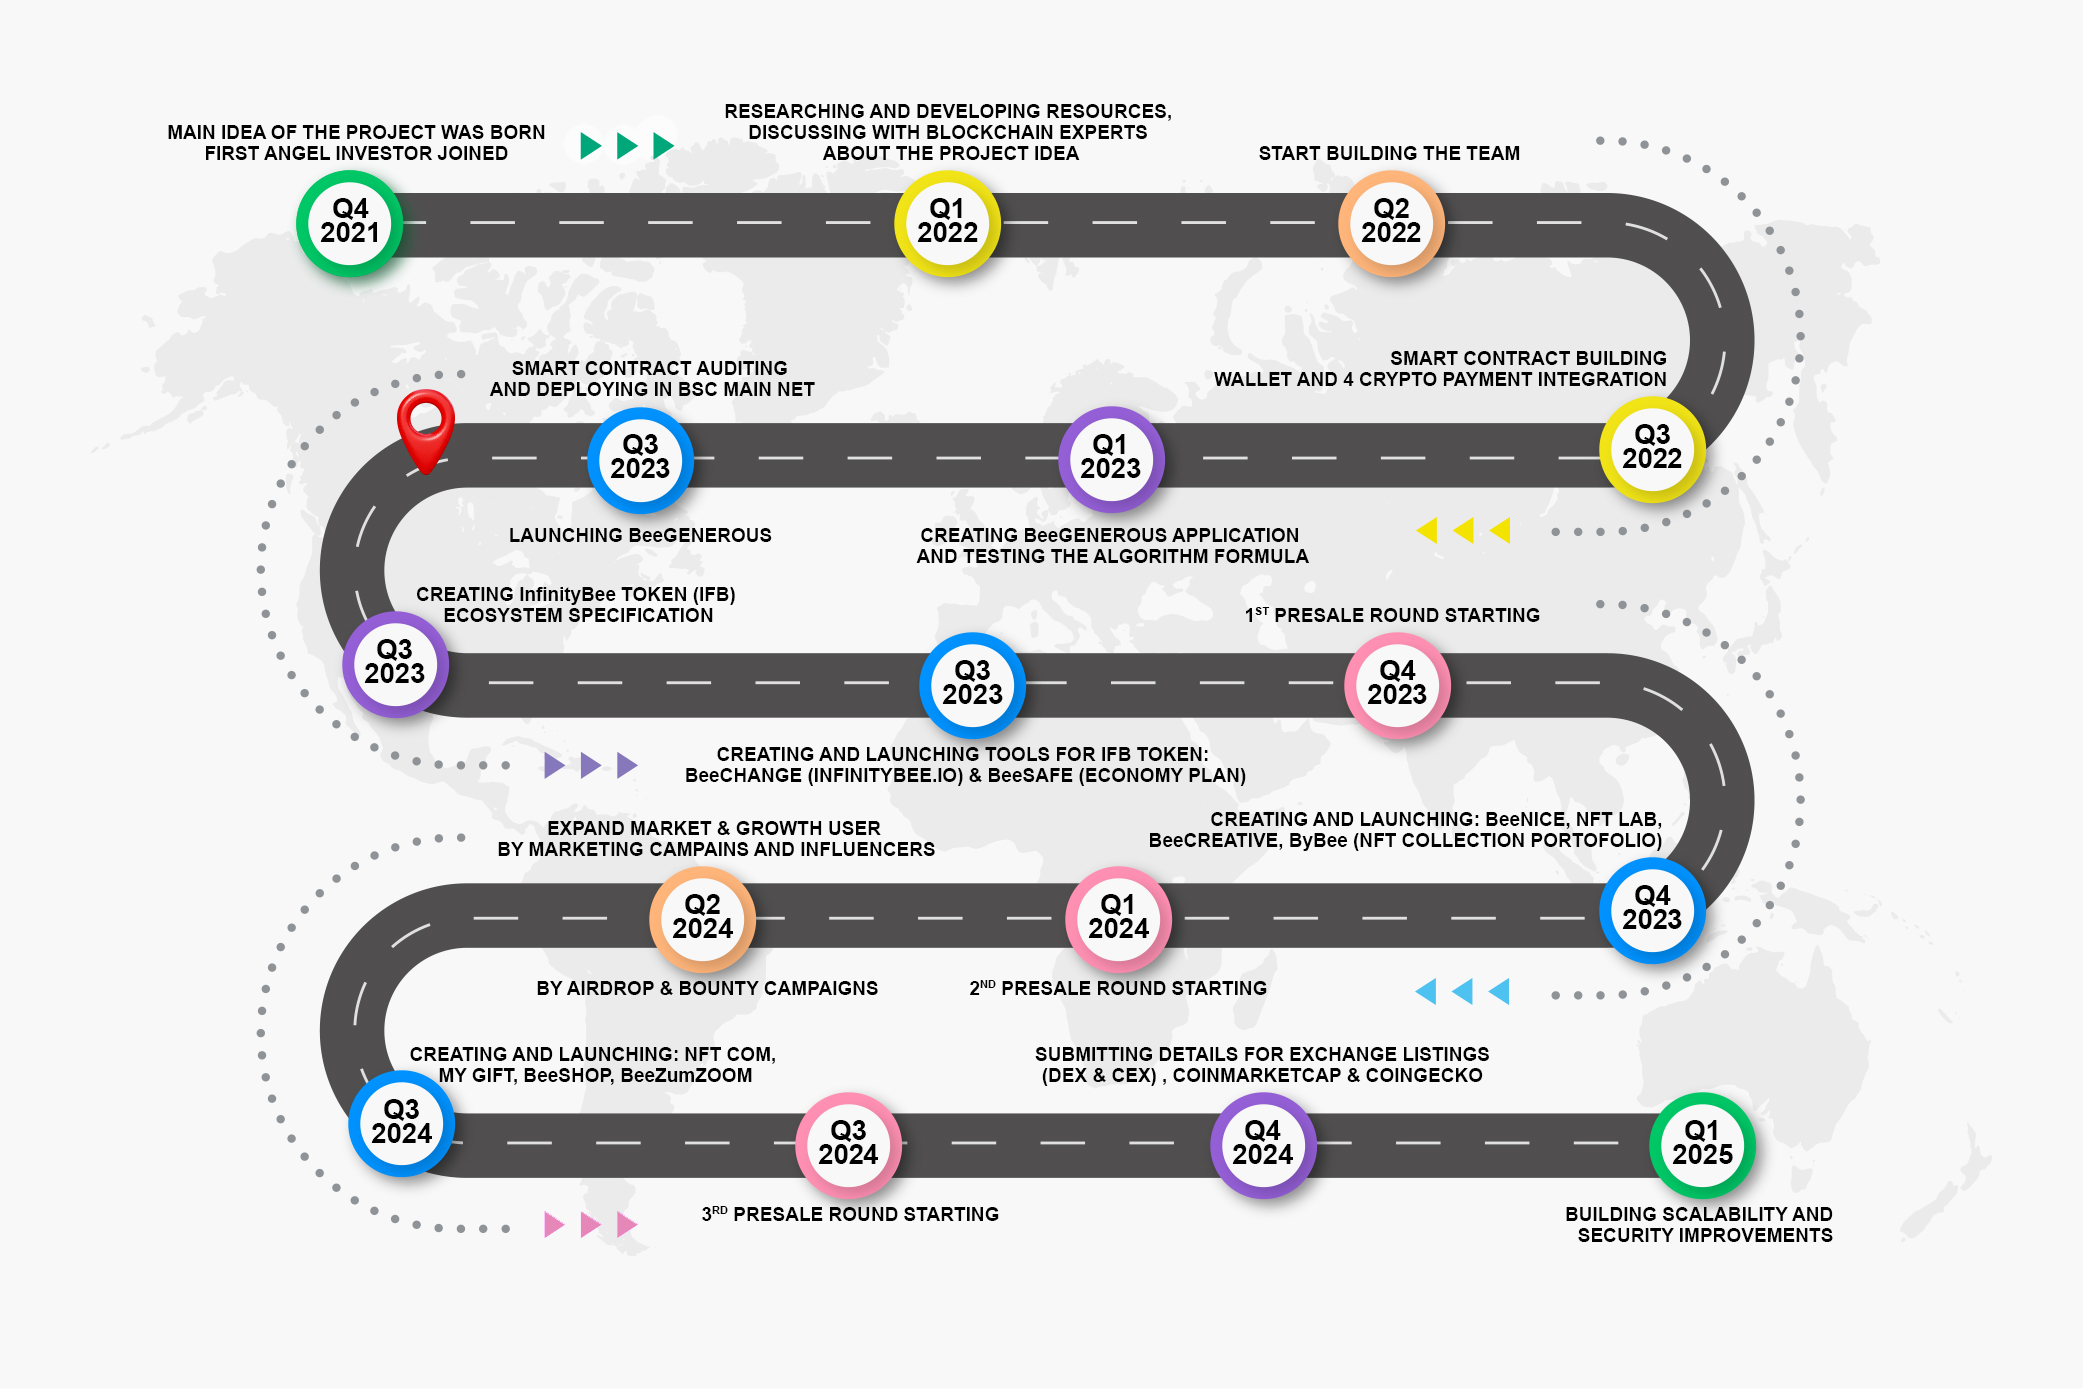 MAIN IDEA OF THE PROJECT WAS BORN
FIRST ANGEL INVESTOR JOINED
Q4
2021
RESEARCHING AND DEVELOPING RESOURCES,
DISCUSSING WITH BLOCKCHAIN EXPERTS
ABOUT THE PROJECT IDEA
Q1
2022
START BUILDING THE TEAM
Q2
2022
SMART CONTRACT BUILDING
WALLET AND 4 CRYPTO PAYMENT INTEGRATION
Q3
2022
Q1
2023
CREATING BeeGENEROUS APPLICATION
AND TESTING THE ALGORITHM FORMULA
SMART CONTRACT AUDITING
AND DEPLOYING IN BSC MAIN NET
Q3
2023
LAUNCHING BeeGENEROUS
CREATING InfinityBee TOKEN (IFB)
ECOSYSTEM SPECIFICATION
Q3
2023
Q3
2023
CREATING AND LAUNCHING TOOLS FOR IFB TOKEN:
BeeCHANGE (INFINITYBEE.IO) & BeeSAFE (ECONOMY PLAN)
1ST PRESALE ROUND STARTING
Q4
2023
CREATING AND LAUNCHING: BeeNICE, NFT LAB,
BeeCREATIVE, ByBee (NFT COLLECTION PORTOFOLIO)
Q4
2023
Q1
2024
2ND PRESALE ROUND STARTING
EXPAND MARKET & GROWTH USER
BY MARKETING CAMPAINS AND INFLUENCERS
Q2
2024
BY AIRDROP & BOUNTY CAMPAIGNS
CREATING AND LAUNCHING: NFT COM,
MY GIFT, BeeSHOP, BeeZumZOOM
Q3
2024
Q3
2024
3RD PRESALE ROUND STARTING
SUBMITTING DETAILS FOR EXCHANGE LISTINGS
(DEX & CEX) , COINMARKETCAP & COINGECKO
Q4
2024
Q1
2025
BUILDING SCALABILITY AND
SECURITY IMPROVEMENTS